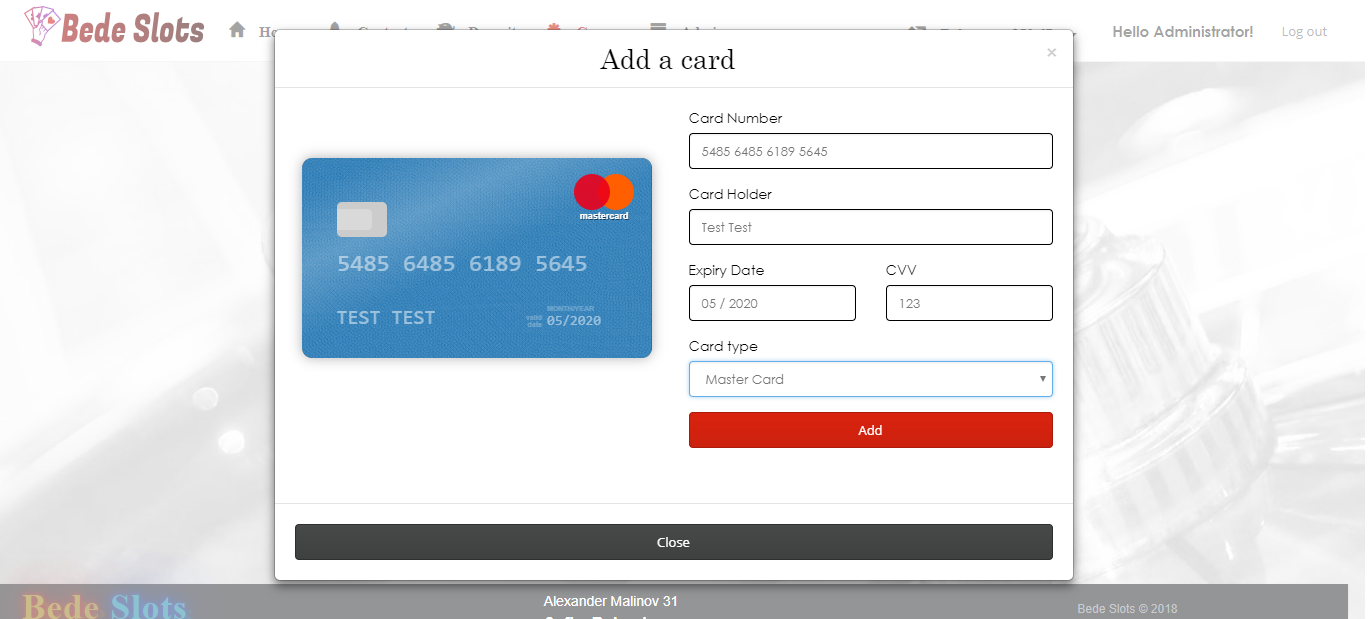 Bede Slots
Hello Administrator!
Log out
Add a card
×
Card Number
5485 6485 6189 5645
Card Holder
Test Test
Expiry Date
CVV
05 / 2020
123
Card type
Master Card
Add
mastercard
5485 6485 6189 5645
MONTH/YEAR
TEST TEST
valid
date
05/2020
Close
Bede Slots
Alexander Malinov 31
Bede Slots © 2018